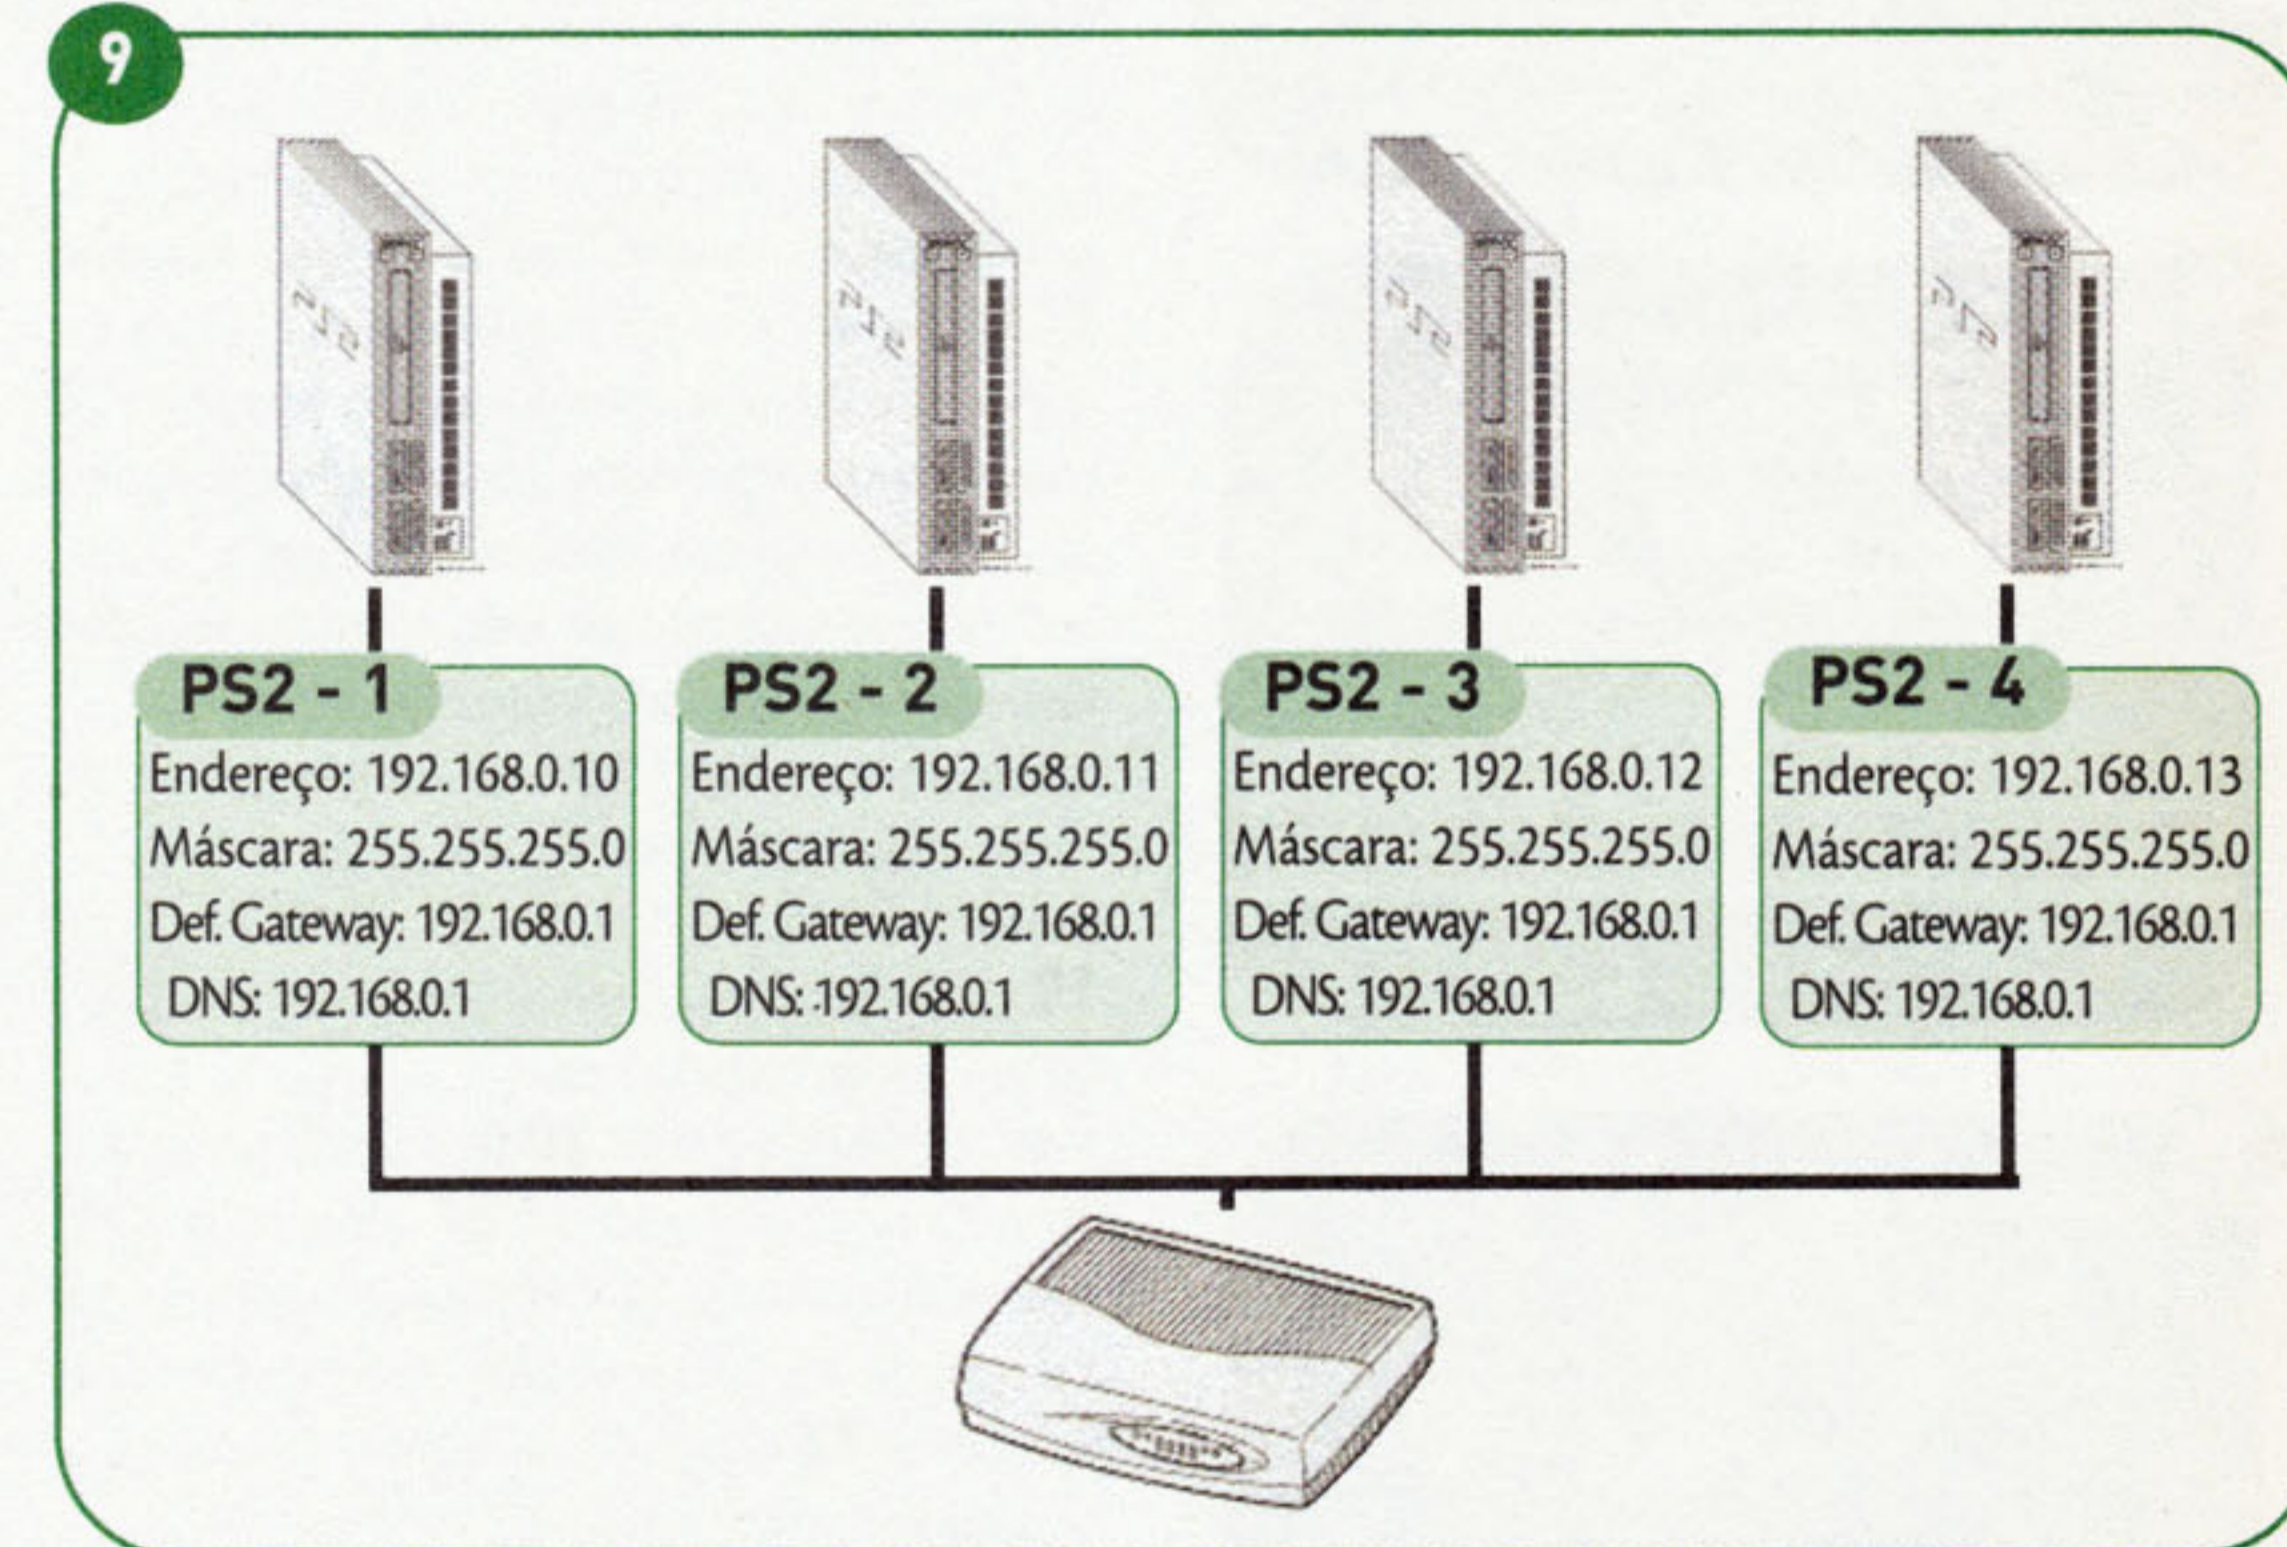 9
PS2
PS2
PS2
PS2 - 1
Endereço: 192.168.0.10
Máscara: 255.255.255.0
Def. Gateway: 192.168.0.1
DNS: 192.168.0.1
PS2 - 2
Endereço: 192.168.0.11
Máscara: 255.255.255.0
Def. Gateway: 192.168.0.1
DNS: 192.168.0.1
PS2 - 3
Endereço: 192.168.0.12
Máscara: 255.255.255.0
Def. Gateway: 192.168.0.1
DNS: 192.168.0.1
PS2 - 4
Endereço: 192.168.0.13
Máscara: 255.255.255.0
Def. Gateway: 192.168.0.1
DNS: 192.168.0.1